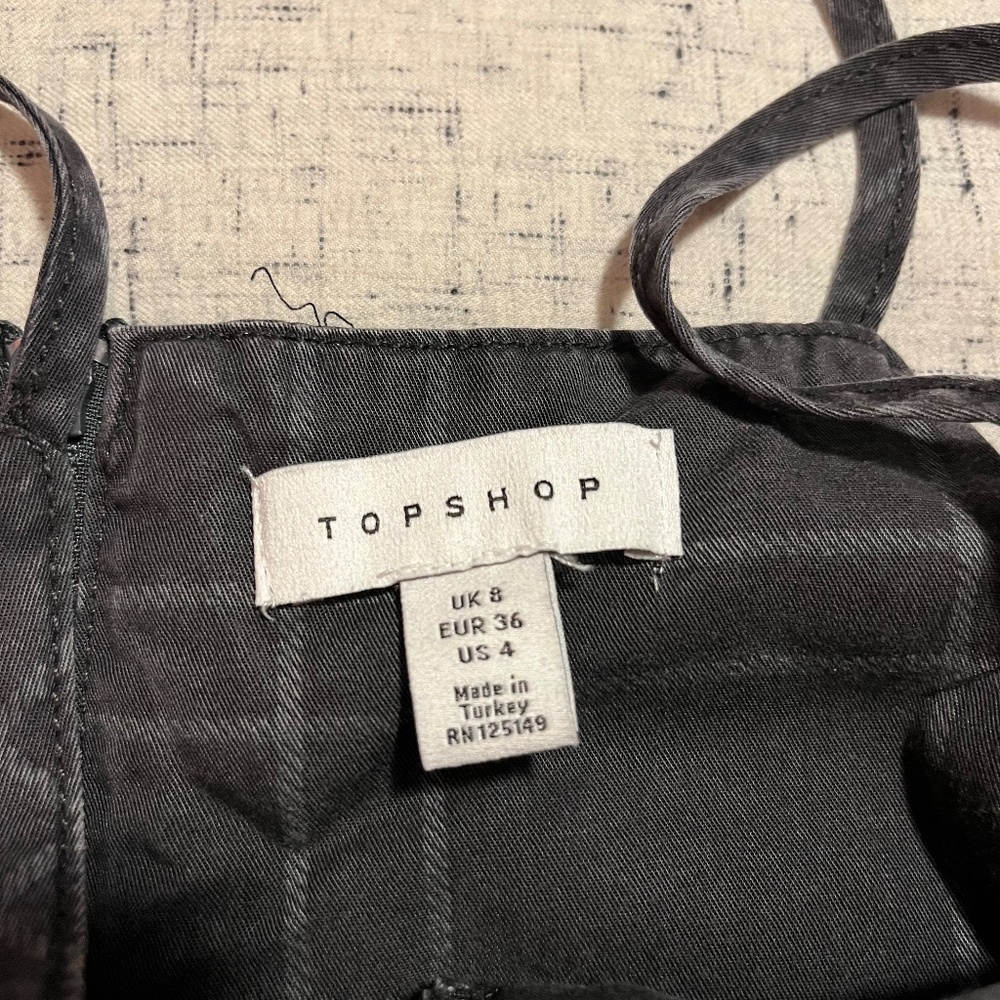 TOPSHOP
UK 8
EUR 36
US 4
Made in
Turkey
RN125149